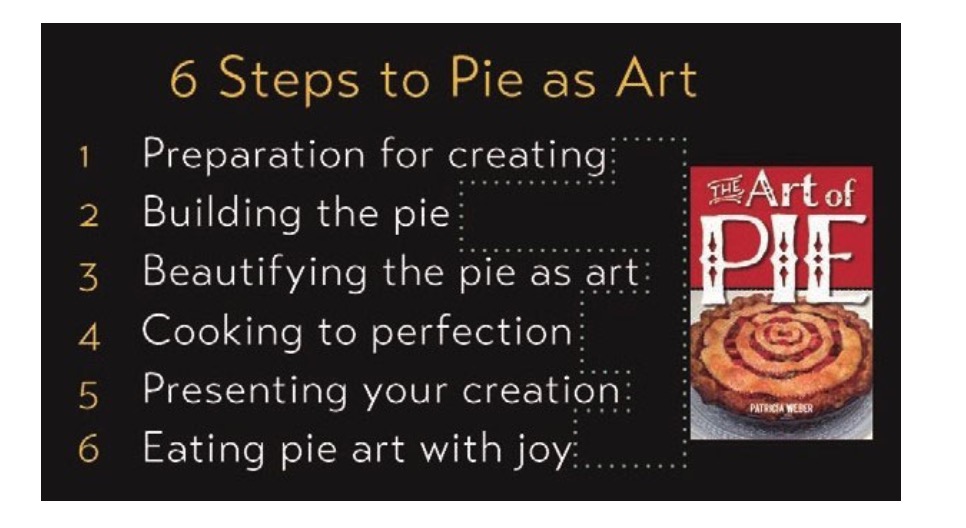 6 Steps to Pie as Art
1 Preparation for creating
2 Building the pie
3 Beautifying the pie as art
4 Cooking to perfection
5 Presenting your creation
6 Eating pie art with joy
THE Art of
PIE
PATRICIA WEBER